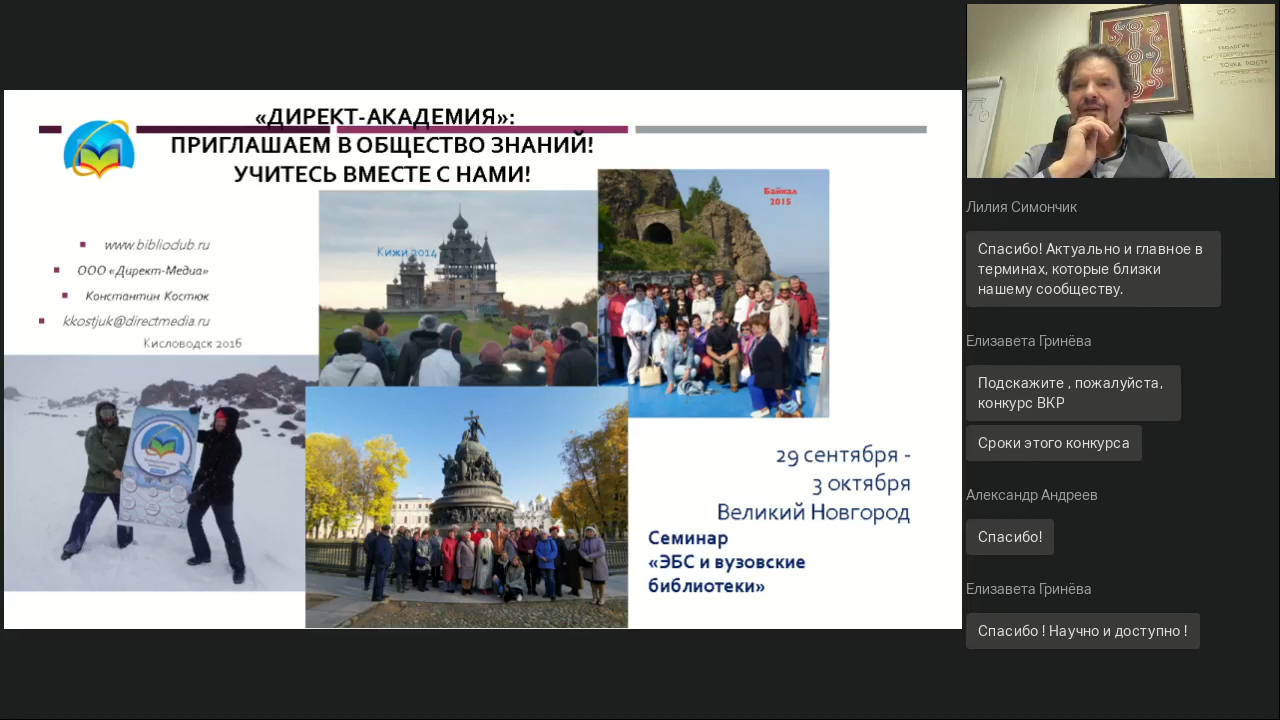 «ДИРЕКТ-АКАДЕМИЯ»:
ПРИГЛАШАЕМ В ОБЩЕСТВО ЗНАНИЙ!
УЧИТЕСЬ ВМЕСТЕ С НАМИ!
www.biblioclub.ru
ООО «Директ-Медиа»
Константин Костюк
kkostjuk@directmedia.ru
Кисловодск 2016
Кижи 2014
Байкал
2015
29 сентября -
3 октября
Великий Новгород
Семинар
«ЭБС и вузовские
библиотеки»
ТОЧКА РОСТА
Лилия Симончик
Спасибо! Актуально и главное в
терминах, которые близки
нашему сообществу.
Елизавета Гринёва
Подскажите , пожалуйста,
конкурс ВКР
Сроки этого конкурса
Александр Андреев
Спасибо!
Елизавета Гринёва
Спасибо ! Научно и доступно !